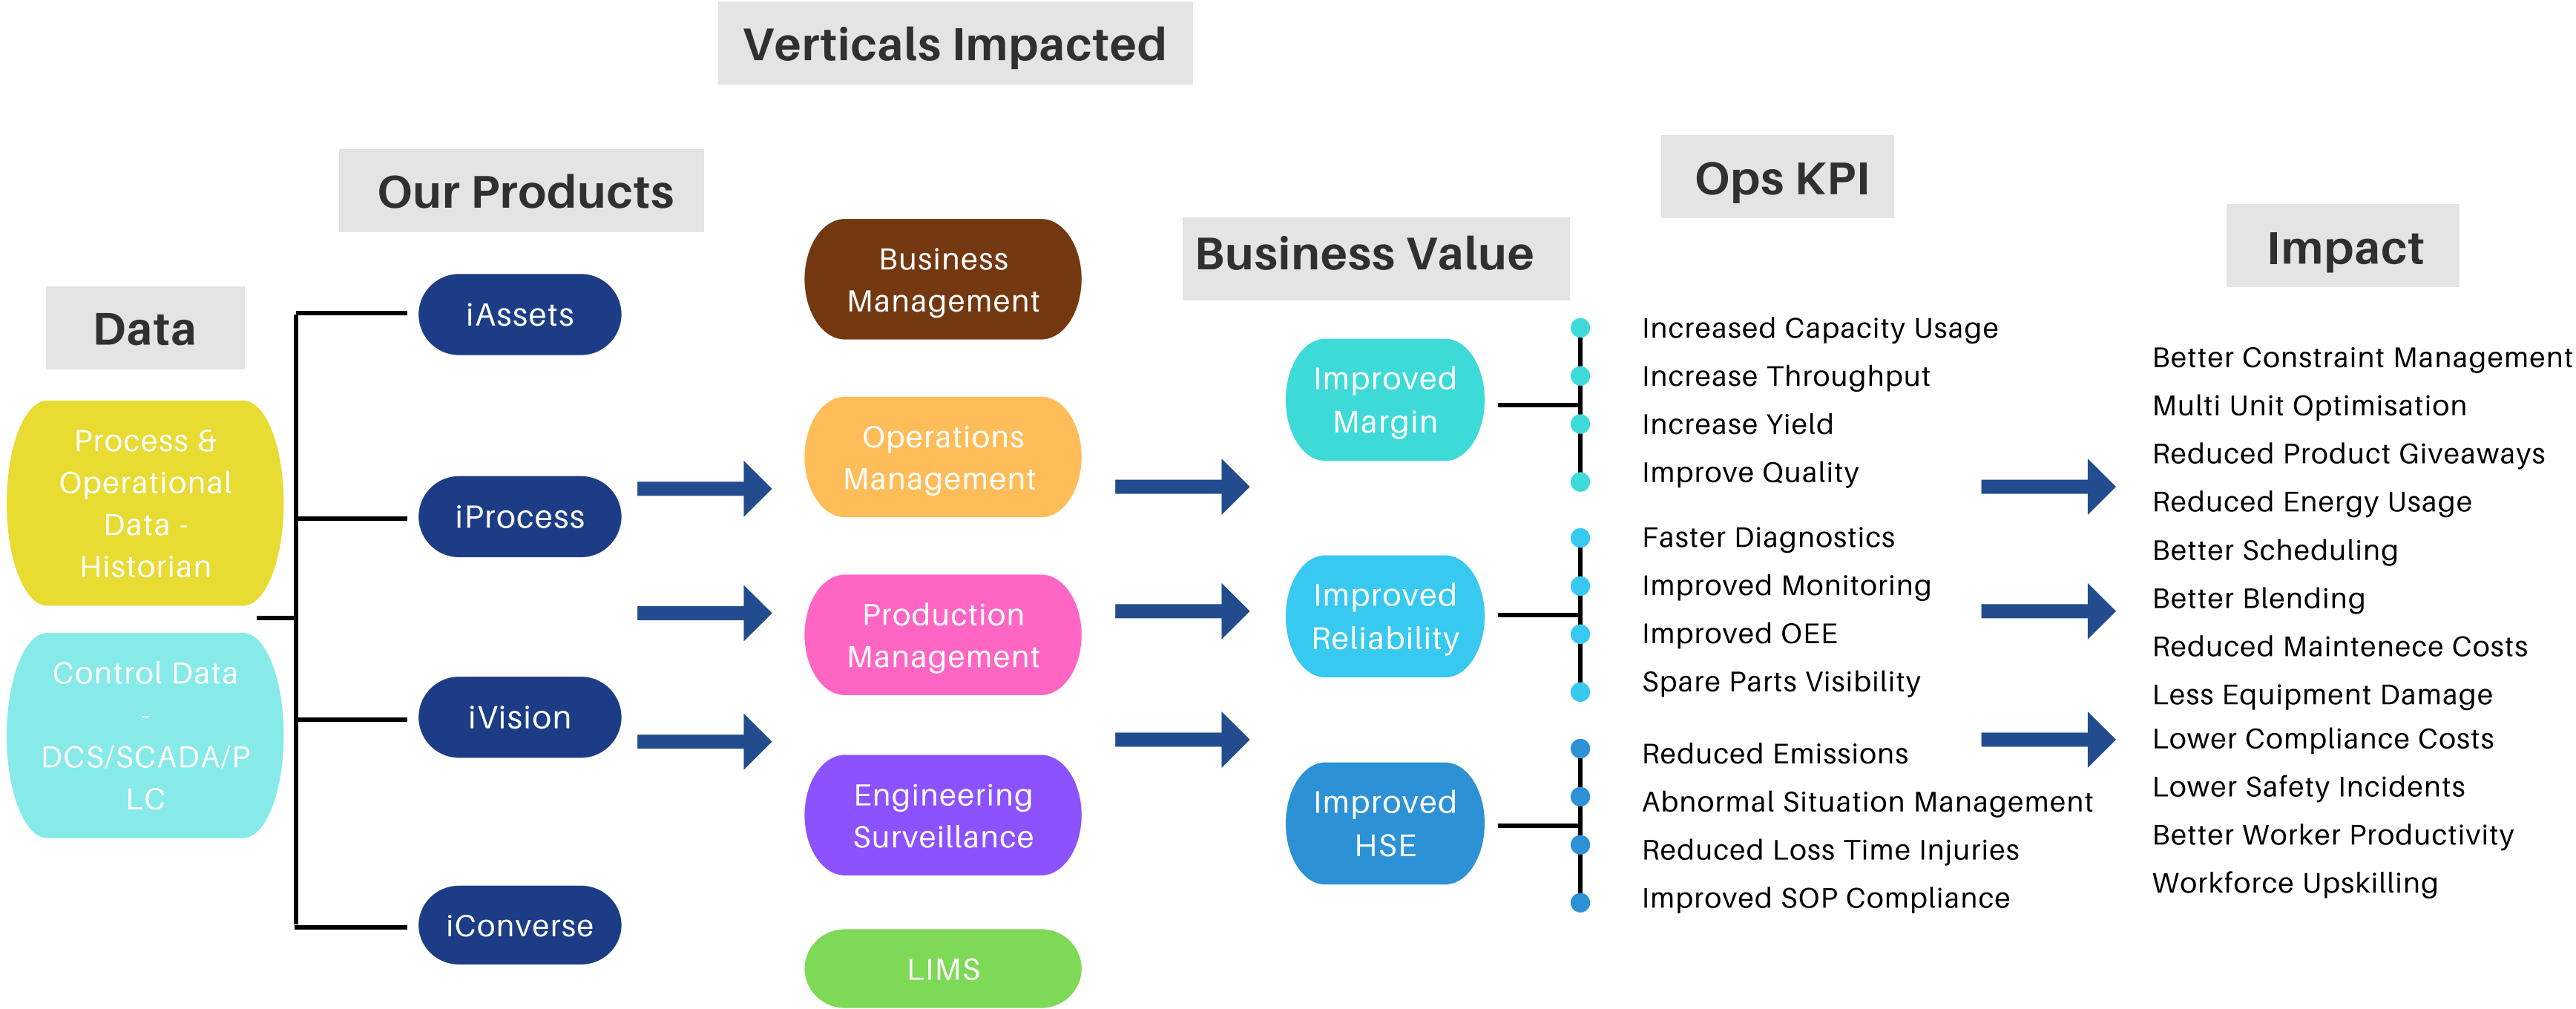 Verticals Impacted
Our Products
Ops KPI
Business Value
Impact
Data
Process &
Operational
Data -
Historian
Control Data
-
DCS/SCADA/P
LC
iAssets
iProcess
iVision
iConverse
Business
Management
Operations
Management
Production
Management
Engineering
Surveillance
LIMS
Improved
Margin
Improved
Reliability
Improved
HSE
Increased Capacity Usage
Increase Throughput
Increase Yield
Improve Quality
Faster Diagnostics
Improved Monitoring
Improved OEE
Spare Parts Visibility
Reduced Emissions
Abnormal Situation Management
Reduced Loss Time Injuries
Improved SOP Compliance
Better Constraint Management
Multi Unit Optimisation
Reduced Product Giveaways
Reduced Energy Usage
Better Scheduling
Better Blending
Reduced Maintenece Costs
Less Equipment Damage
Lower Compliance Costs
Lower Safety Incidents
Better Worker Productivity
Workforce Upskilling